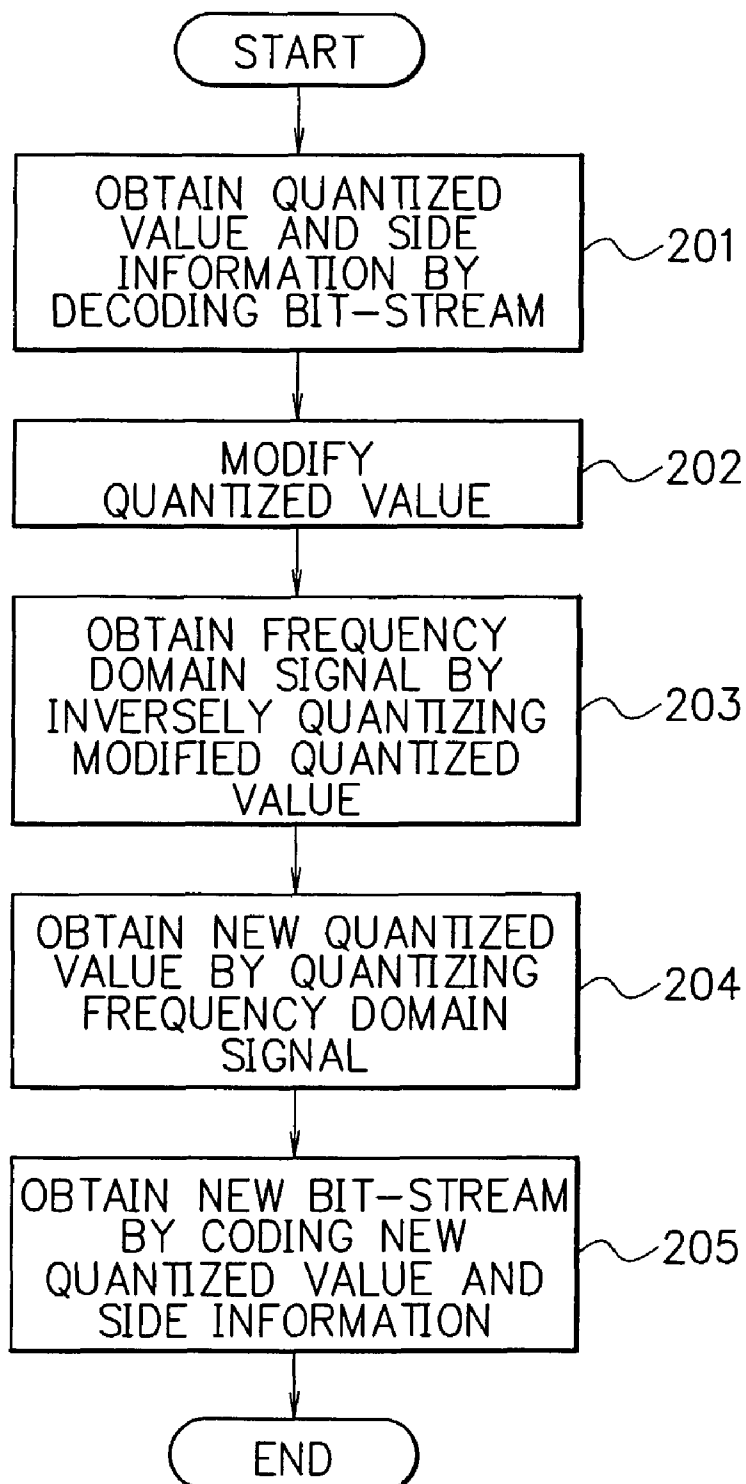 START
OBTAIN QUANTIZED
VALUE AND SIDE
INFORMATION BY
DECODING BIT-STREAM
201
MODIFY
QUANTIZED VALUE
202
OBTAIN FREQUENCY
DOMAIN SIGNAL BY
INVERSELY QUANTIZING
MODIFIED QUANTIZED
VALUE
203
OBTAIN NEW QUANTIZED
VALUE BY QUANTIZING
FREQUENCY DOMAIN
SIGNAL
204
OBTAIN NEW BIT-STREAM
BY CODING NEW
QUANTIZED VALUE AND
SIDE INFORMATION
205
END